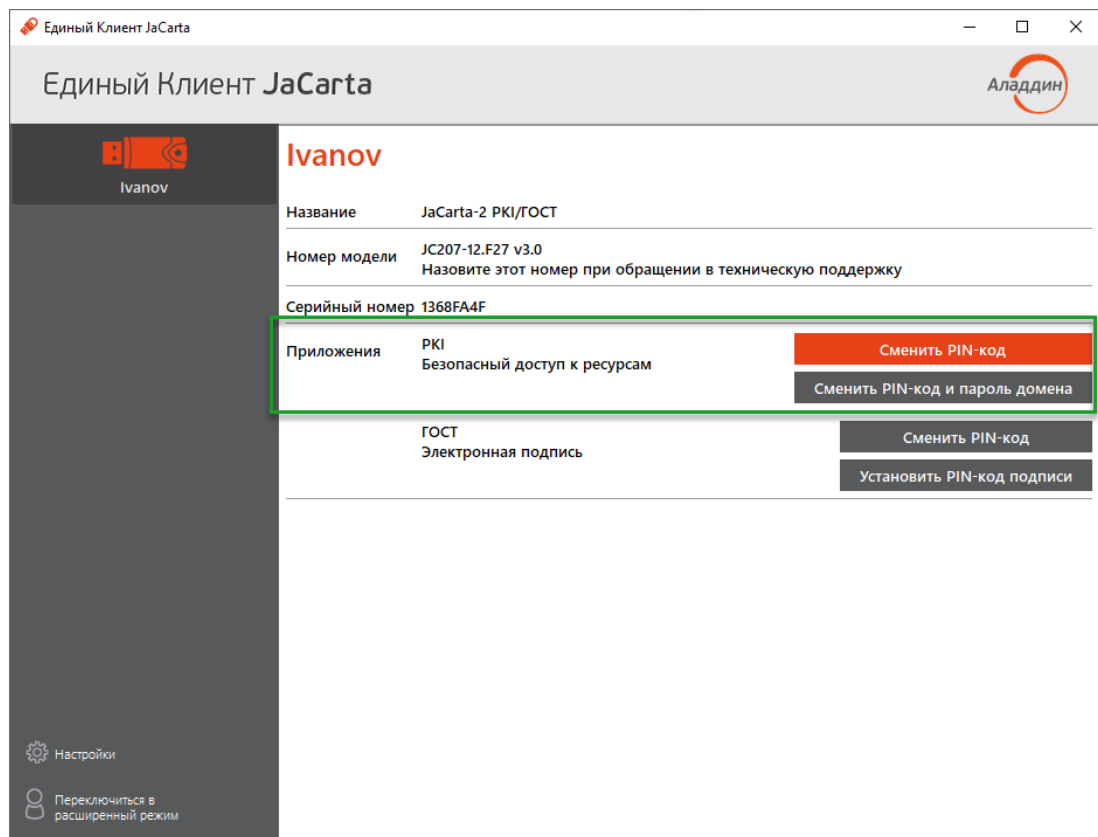 Единый Клиент JaCarta
Единый Клиент JaCarta
Аладдин
Ivanov
Ivanov
Название JaCarta-2 PKI/ГОСТ
Номер модели JC207-12.F27 v3.0
Назовите этот номер при обращении в техническую поддержку
Серийный номер 1368FA4F
Приложения PKI
Безопасный доступ к ресурсам
Сменить PIN-код
Сменить PIN-код и пароль домена
ГОСТ
Электронная подпись
Сменить PIN-код
Установить PIN-код подписи
Настройки
Переключиться в
расширенный режим